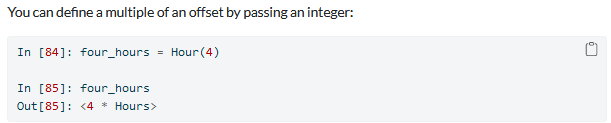 You can define a multiple of an offset by passing an integer:
In [84]: four_hours = Hour(4)
In [85]: four_hours
Out[85]: <4 * Hours>